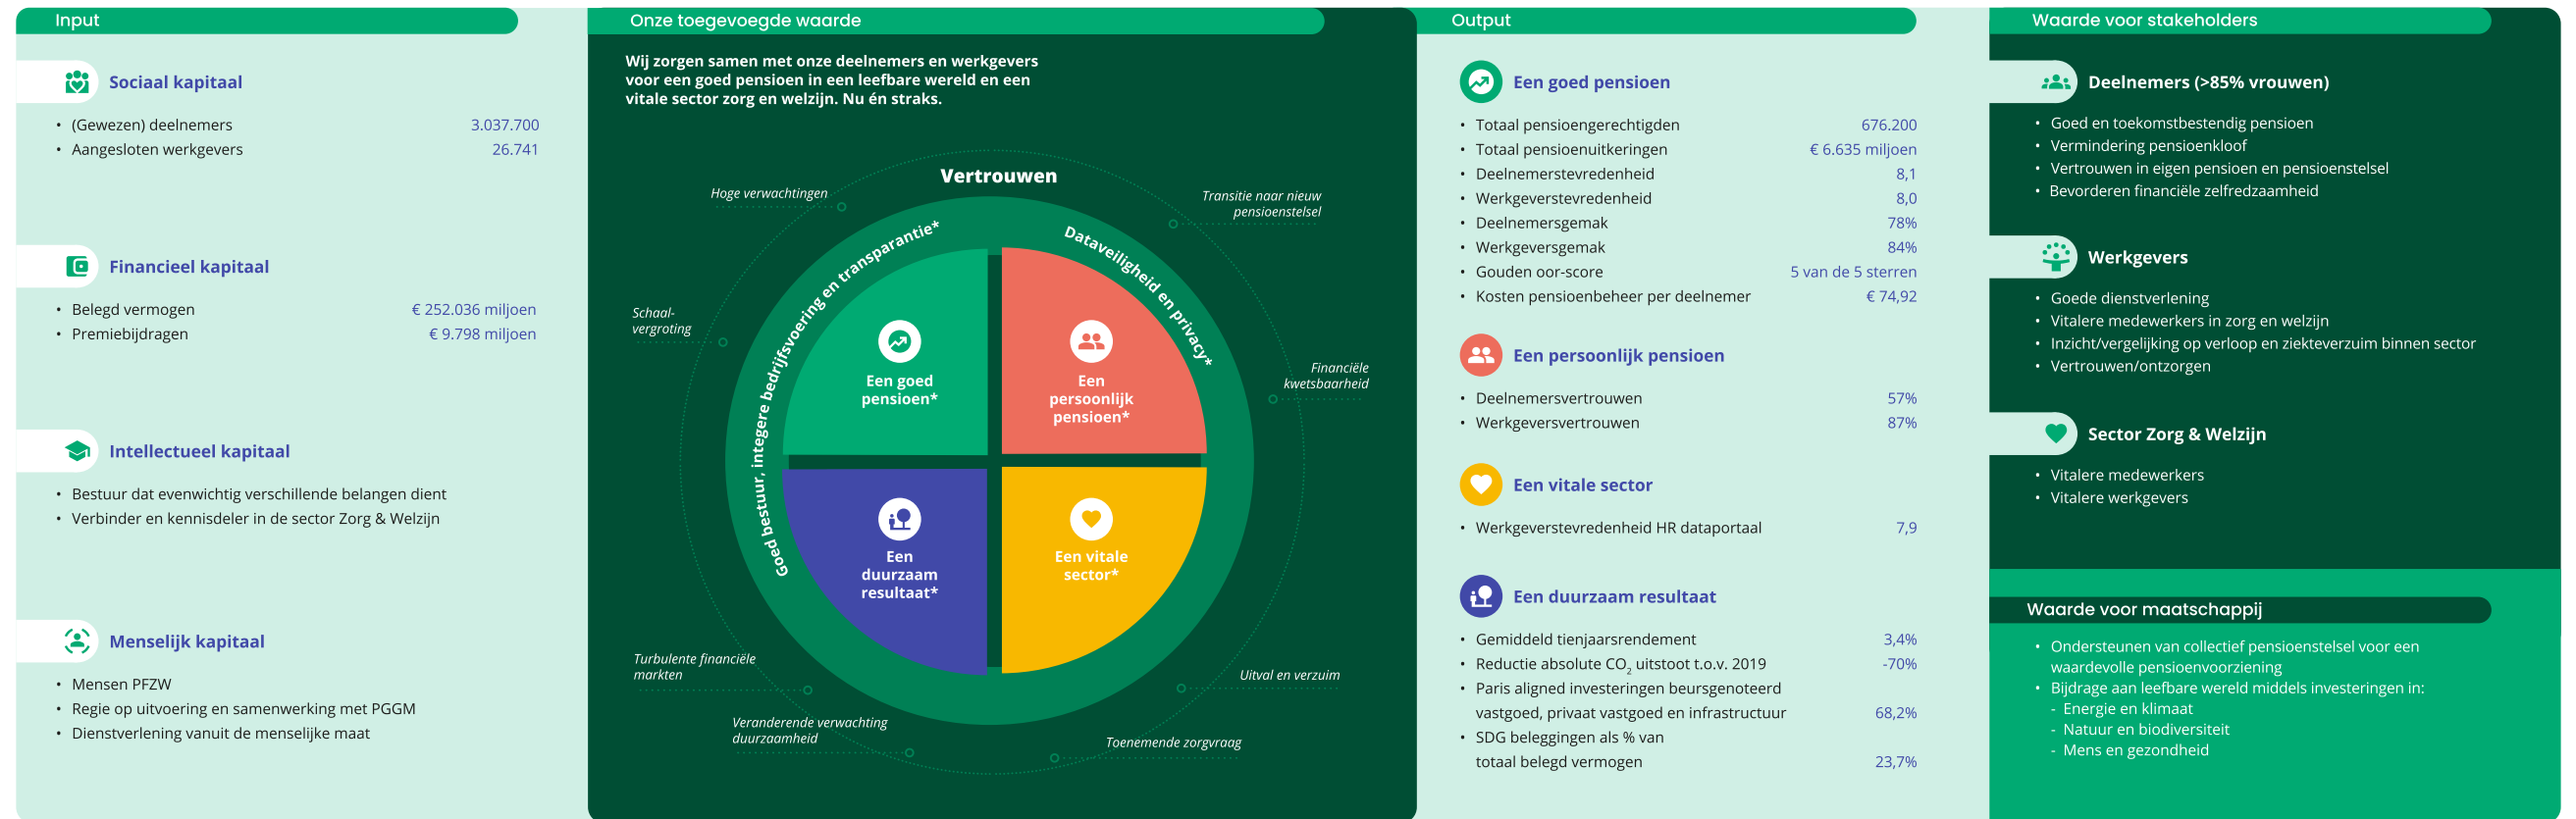 Input
Sociaal kapitaal
• (Gewezen) deelnemers 3.037.700
• Aangesloten werkgevers 26.741
Financieel kapitaal
• Belegd vermogen € 252.036 miljoen
• Premiebijdragen € 9.798 miljoen
Intellectueel kapitaal
• Bestuur dat evenwichtig verschillende belangen dient
• Verbinder en kennisdeler in de sector Zorg & Welzijn
Menselijk kapitaal
• Mensen PFZW
• Regie op uitvoering en samenwerking met PGGM
• Dienstverlening vanuit de menselijke maat
Onze toegevoegde waarde
Wij zorgen samen met onze deelnemers en werkgevers
voor een goed pensioen in een leefbare wereld en een
vitale sector zorg en welzijn. Nu én straks.
Vertrouwen
Hoge verwachtingen
Transitie naar nieuw
pensioenstelsel
Goed bestuur, integere bedrijfsvoering en transparantie*
Dataveiligheid en privacy*
Schaal-
vergroting
Financiële
kwetsbaarheid
Een goed
pensioen*
Een
persoonlijk
pensioen*
Een
duurzaam
resultaat*
Een vitale
sector*
Turbulente financiële
markten
Uitval en verzuim
Veranderende verwachting
duurzaamheid
Toenemende zorgvraag
Output
Een goed pensioen
• Totaal pensioengerechtigden 676.200
• Totaal pensioenuitkeringen € 6.635 miljoen
• Deelnemerstevredenheid 8,1
• Werkgeverstevredenheid 8,0
• Deelnemersgemak 78%
• Werkgeversgemak 84%
• Gouden oor-score 5 van de 5 sterren
• Kosten pensioenbeheer per deelnemer € 74,92
Een persoonlijk pensioen
• Deelnemersvertrouwen 57%
• Werkgeversvertrouwen 87%
Een vitale sector
• Werkgeverstevredenheid HR dataportaal 7,9
Een duurzaam resultaat
• Gemiddeld tienjaarsrendement 3,4%
• Reductie absolute CO₂ uitstoot t.o.v. 2019 -70%
• Paris aligned investeringen beursgenoteerd
vastgoed, privaat vastgoed en infrastructuur 68,2%
• SDG beleggingen als % van
totaal belegd vermogen 23,7%
Waarde voor stakeholders
Deelnemers (>85% vrouwen)
• Goed en toekomstbestendig pensioen
• Vermindering pensioenkloof
• Vertrouwen in eigen pensioen en pensioenstelsel
• Bevorderen financiële zelfredzaamheid
Werkgevers
• Goede dienstverlening
• Vitalere medewerkers in zorg en welzijn
• Inzicht/vergelijking op verloop en ziekteverzuim binnen sector
• Vertrouwen/ontzorgen
Sector Zorg & Welzijn
• Vitalere medewerkers
• Vitalere werkgevers
Waarde voor maatschappij
• Ondersteunen van collectief pensioenstelsel voor een
waardevolle pensioenvoorziening
• Bijdrage aan leefbare wereld middels investeringen in:
- Energie en klimaat
- Natuur en biodiversiteit
- Mens en gezondheid